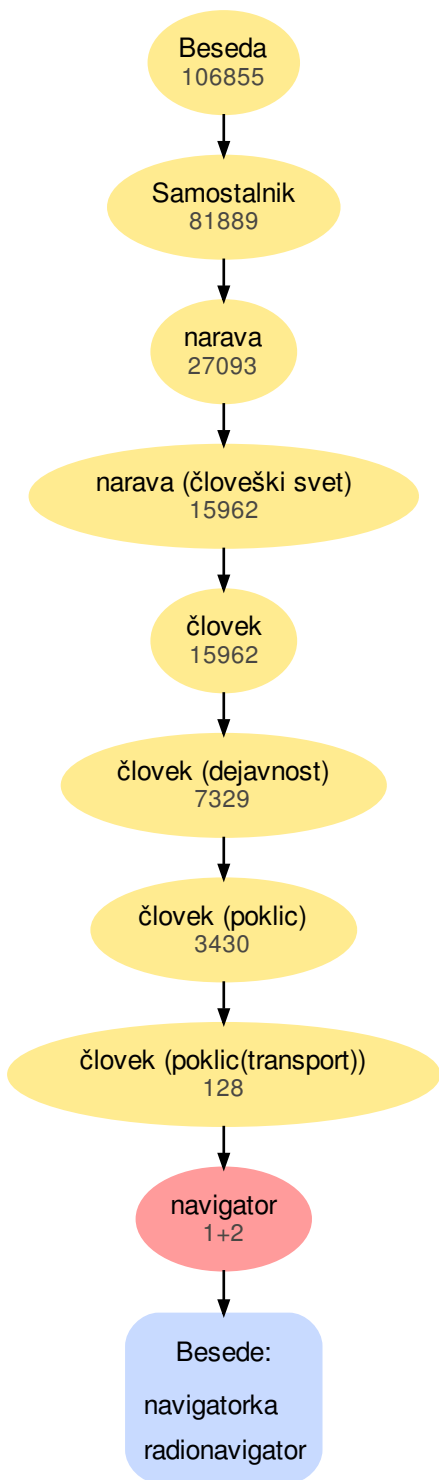 Beseda
106855
Samostalnik
81889
narava
27093
narava (človeški svet)
15962
človek
15962
človek (dejavnost)
7329
človek (poklic)
3430
človek (poklic(transport))
128
navigator
1+2
Besede:
navigatorka
radionavigator